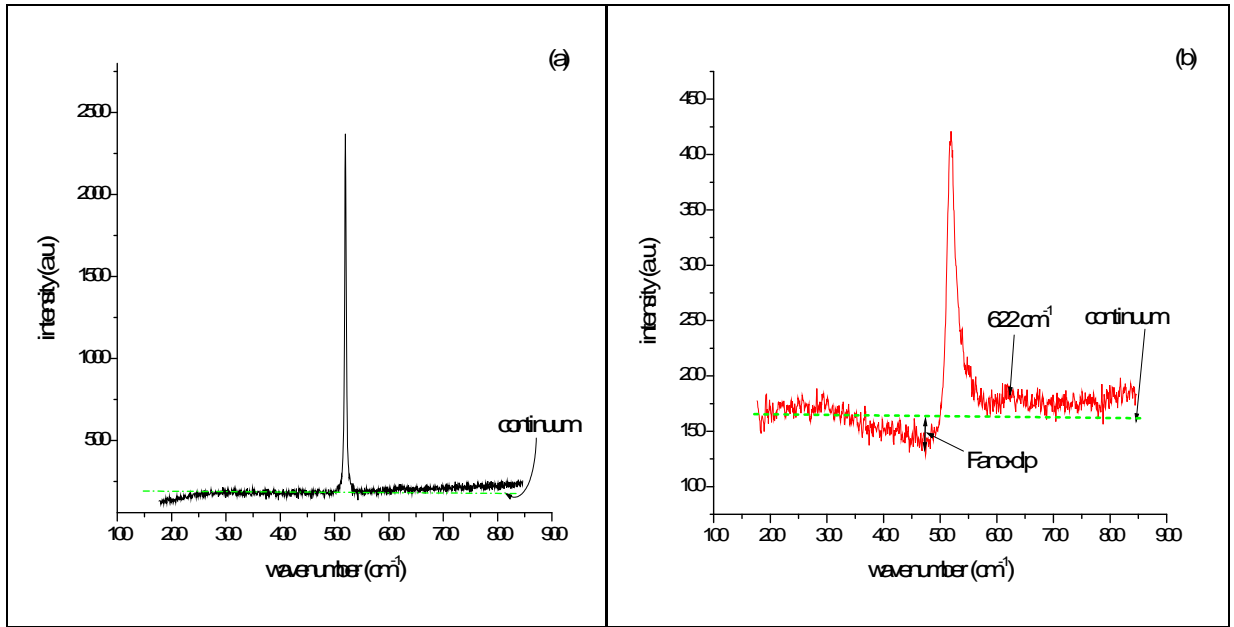 (a)
2500
2000
1500
1000
500
intensity (a.u.)
continuum
100 200 300 400 500 600 700 800 900
wavenumber (cm⁻¹)
(b)
450
400
350
300
250
200
150
100
intensity (a.u.)
622 cm⁻¹
continuum
Fano-dip
100 200 300 400 500 600 700 800 900
wavenumber (cm⁻¹)